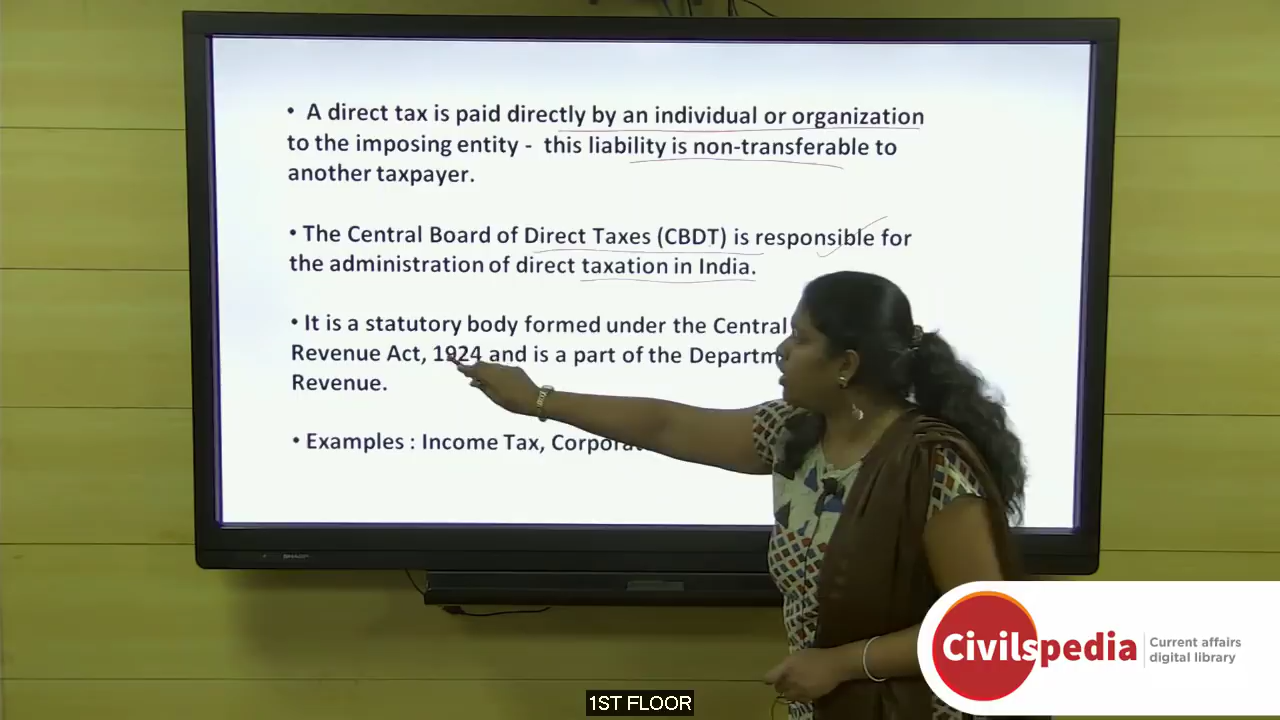 • A direct tax is paid directly by an individual or organization
to the imposing entity - this liability is non-transferable to
another taxpayer.
• The Central Board of Direct Taxes (CBDT) is responsible for
the administration of direct taxation in India.
• It is a statutory body formed under the Central
Revenue Act, 1924 and is a part of the
Revenue.
• Examples : Income Tax,
SHARP
Civilspedia
Current affairs
digital library
1ST FLOOR